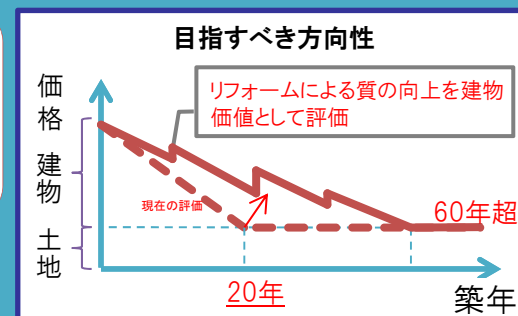 目指すべき方向性
価格
リフォームによる質の向上を建物
価値として評価
建物
現在の評価
60年超
土地
20年
築年